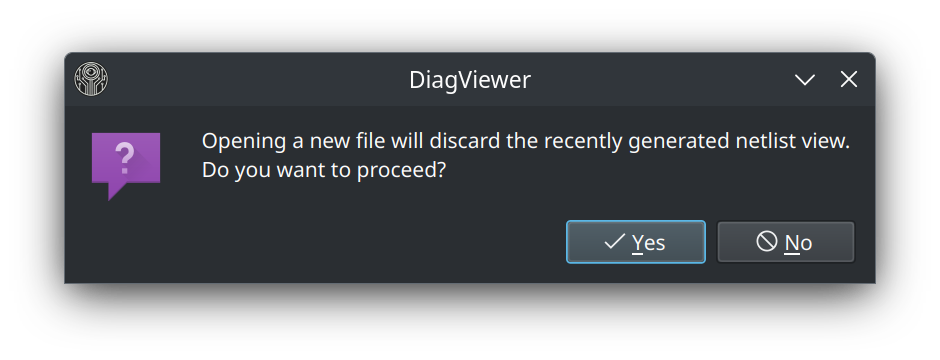 DiagViewer
Opening a new file will discard the recently generated netlist view.
Do you want to proceed?
Yes
No